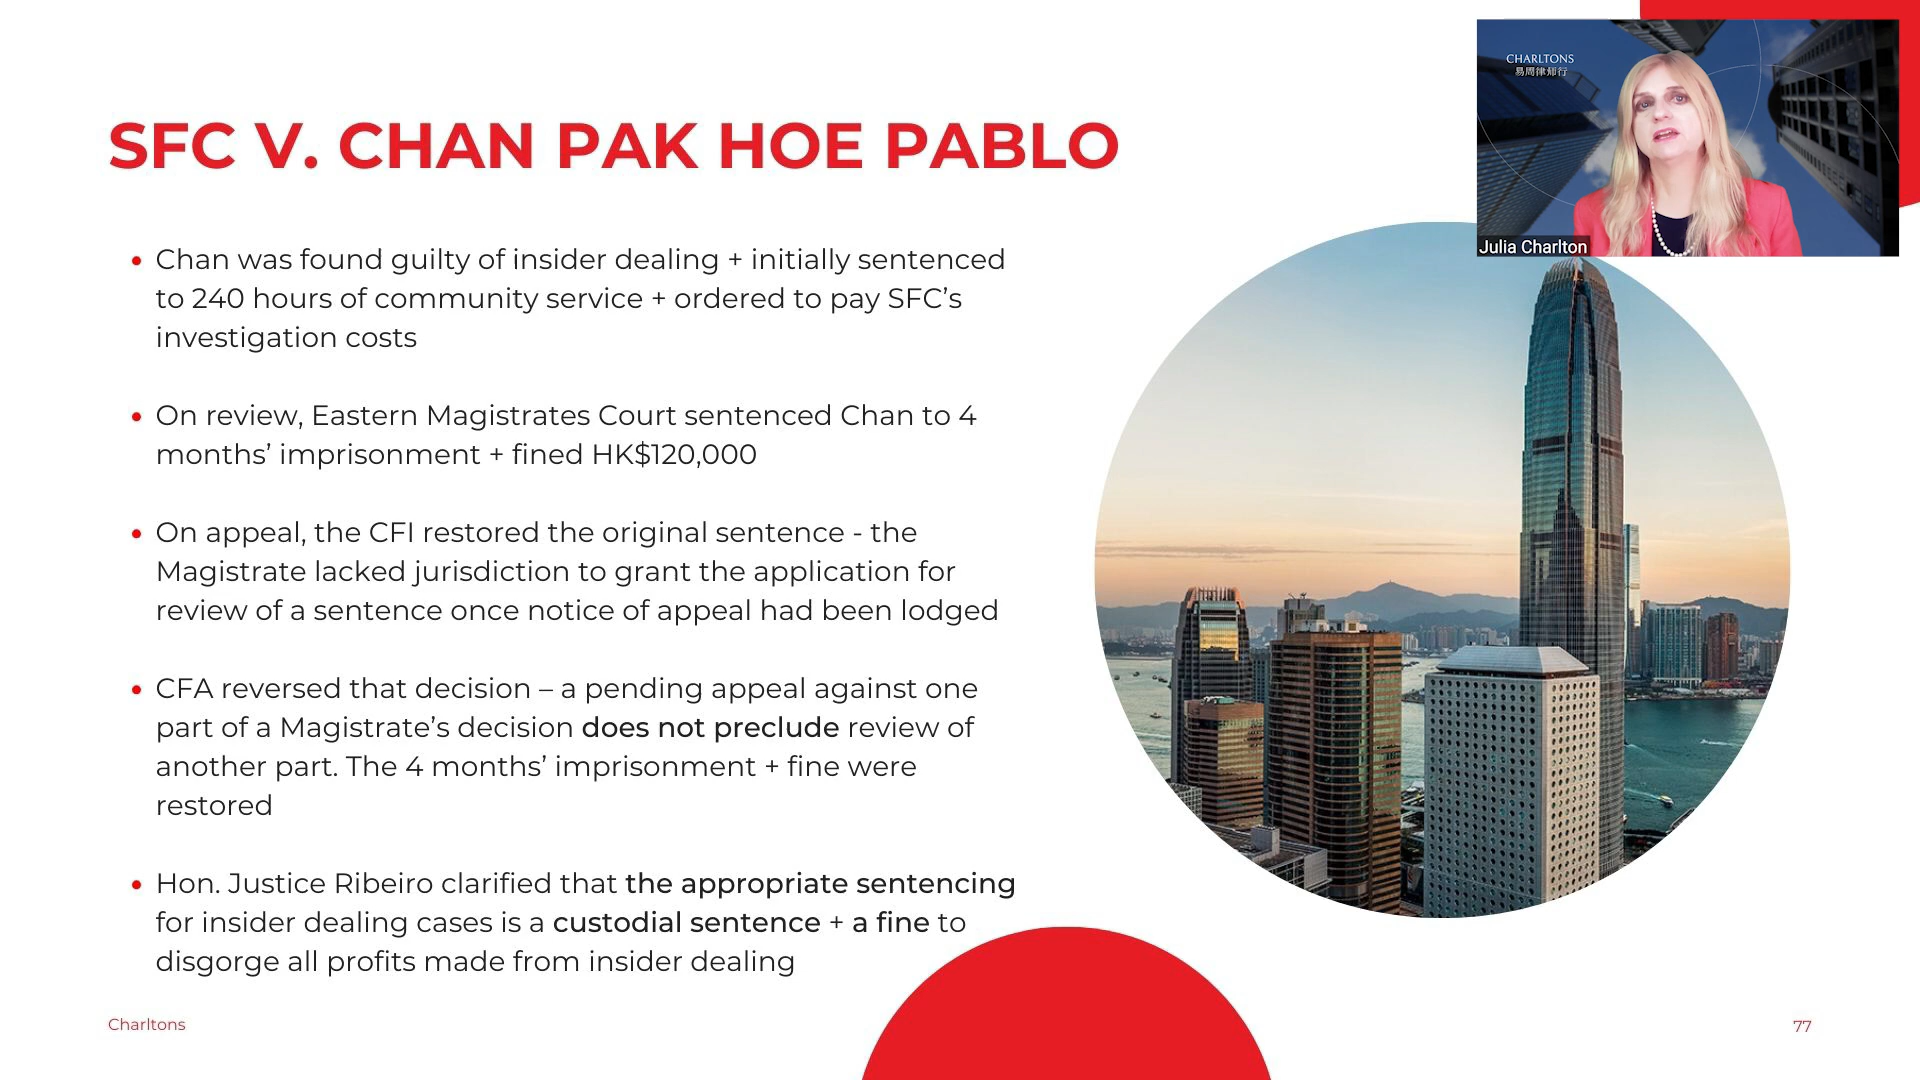 CHARLTONS
易周律师行
Julia Charlton
SFC V. CHAN PAK HOE PABLO
• Chan was found guilty of insider dealing + initially sentenced
to 240 hours of community service + ordered to pay SFC’s
investigation costs
• On review, Eastern Magistrates Court sentenced Chan to 4
months’ imprisonment + fined HK$120,000
• On appeal, the CFI restored the original sentence - the
Magistrate lacked jurisdiction to grant the application for
review of a sentence once notice of appeal had been lodged
• CFA reversed that decision – a pending appeal against one
part of a Magistrate’s decision does not preclude review of
another part. The 4 months’ imprisonment + fine were
restored
• Hon. Justice Ribeiro clarified that the appropriate sentencing
for insider dealing cases is a custodial sentence + a fine to
disgorge all profits made from insider dealing
Charltons
77